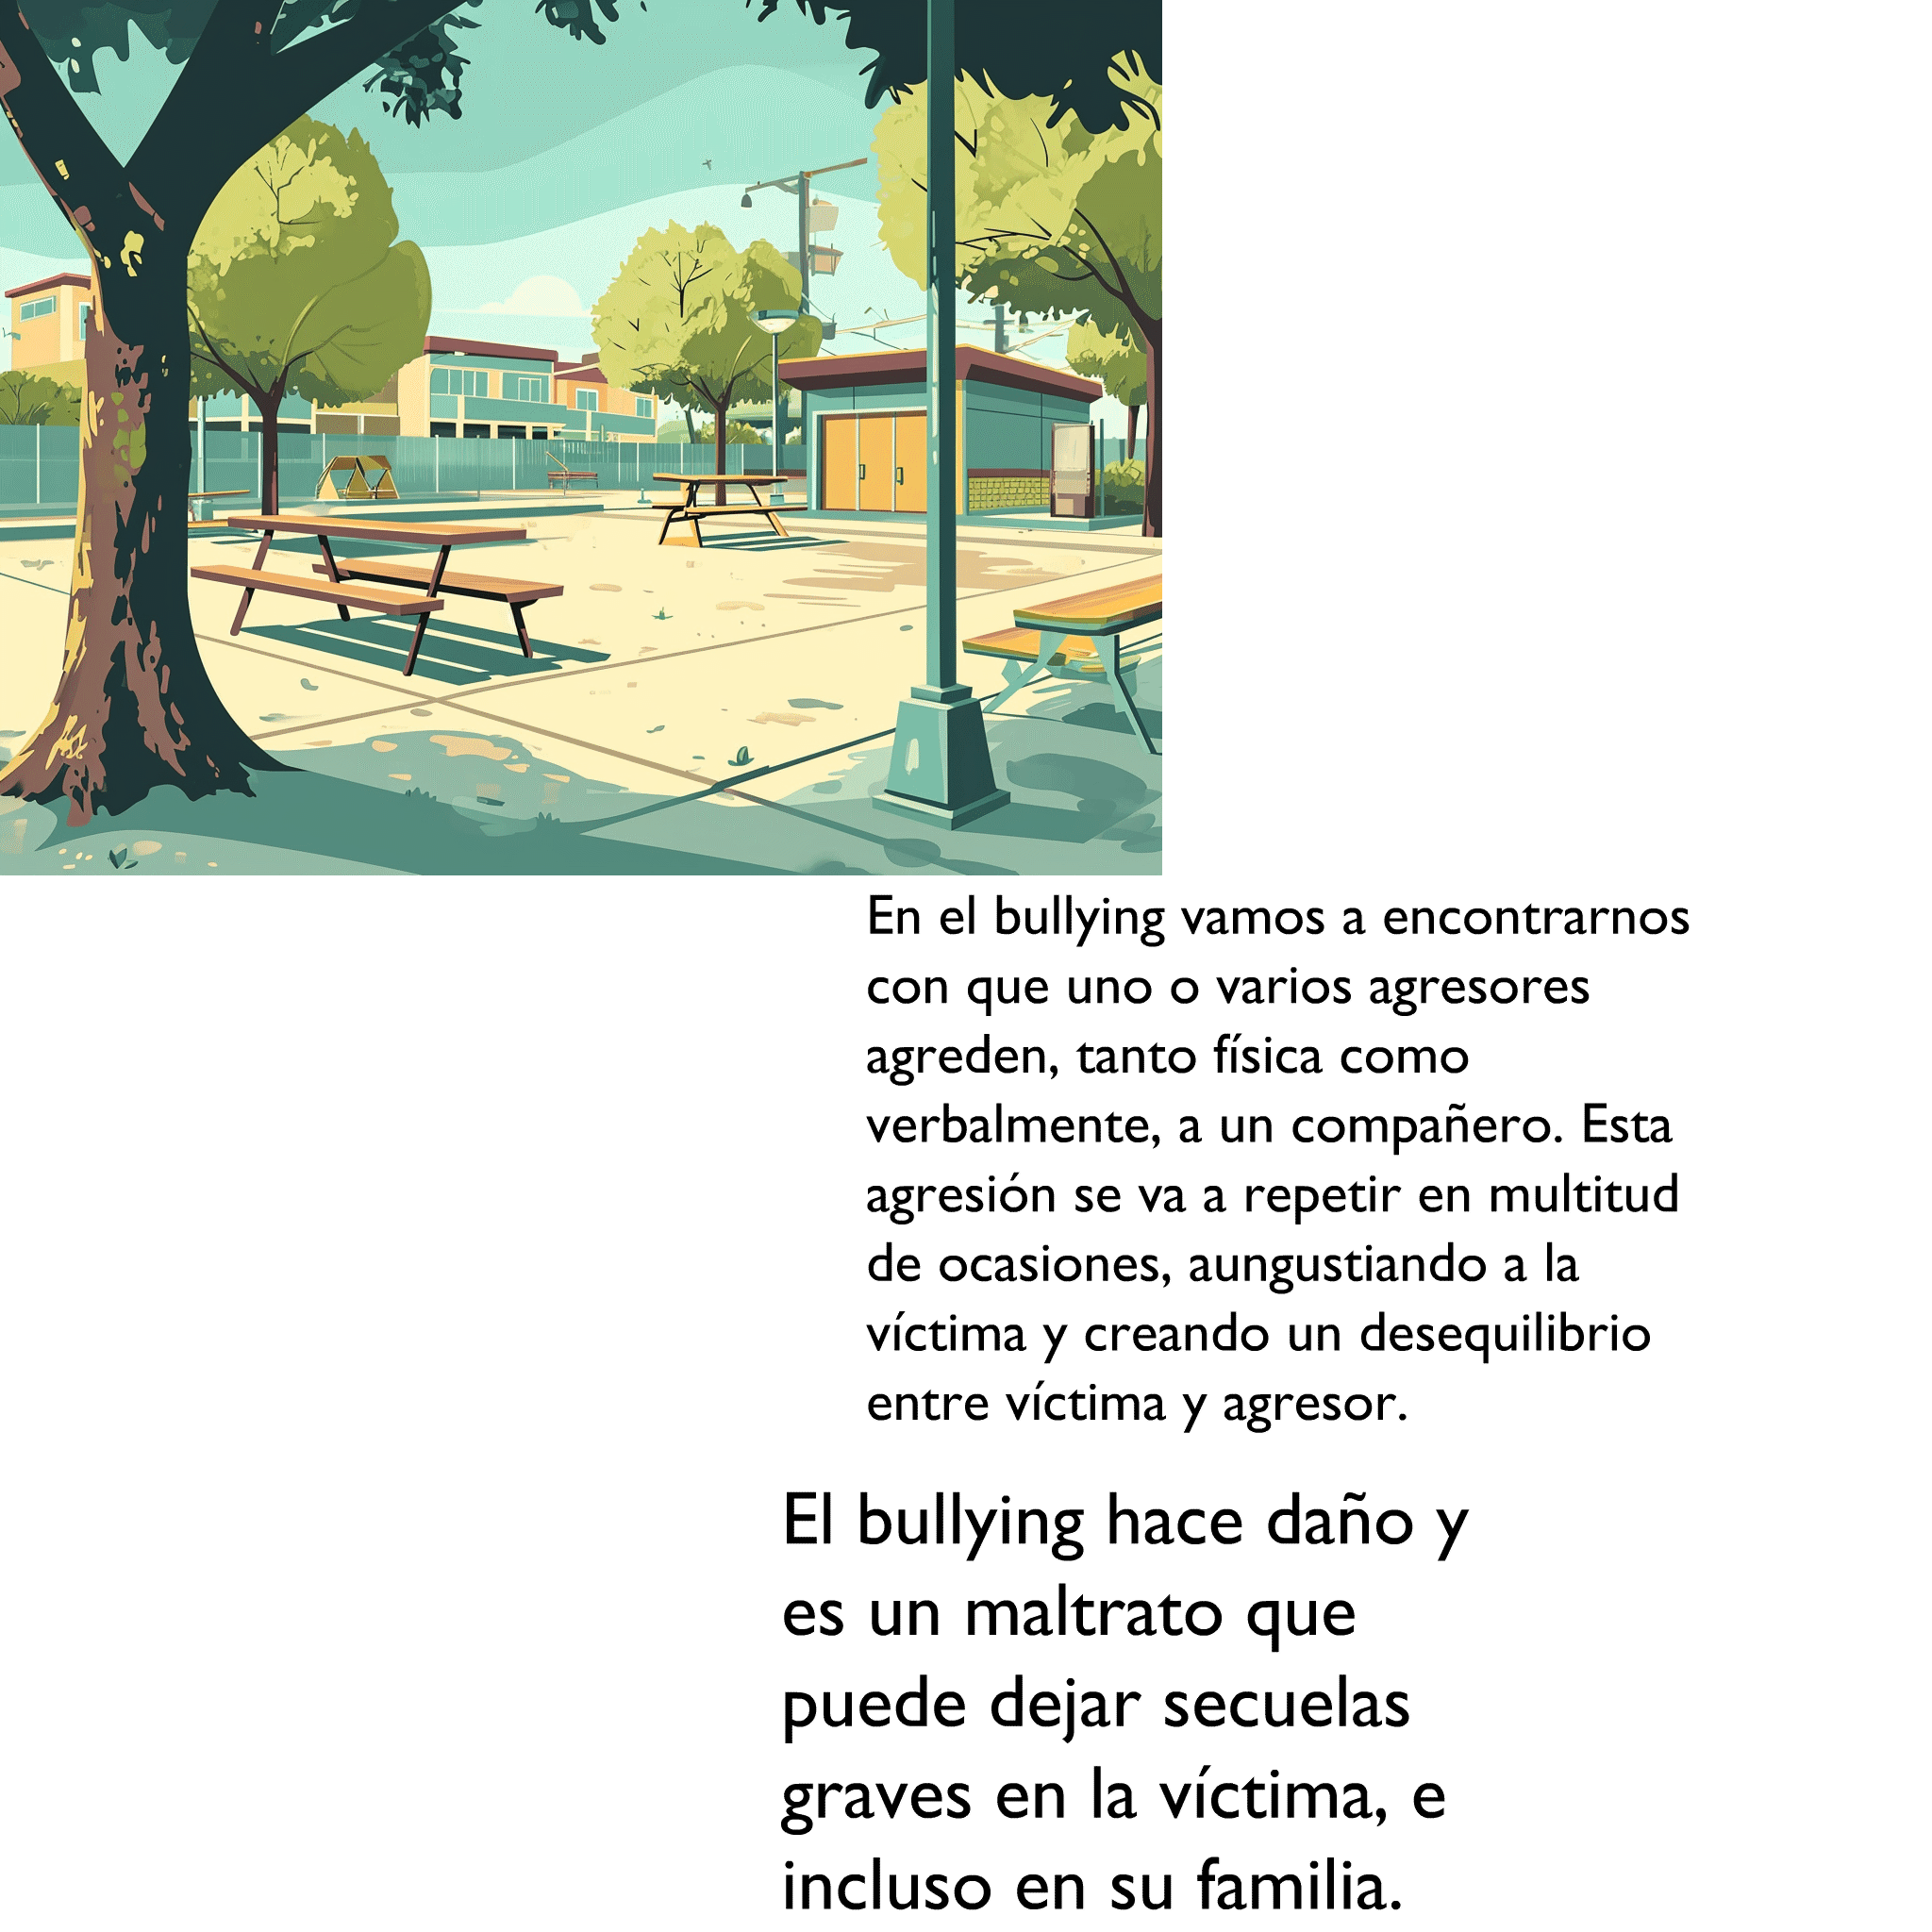 En el bullying vamos a encontrarnos
con que uno o varios agresores
agreden, tanto física como
verbalmente, a un compañero. Esta
agresión se va a repetir en multitud
de ocasiones, aungustiando a la
víctima y creando un desequilibrio
entre víctima y agresor.
El bullying hace daño y
es un maltrato que
puede dejar secuelas
graves en la víctima, e
incluso en su familia.